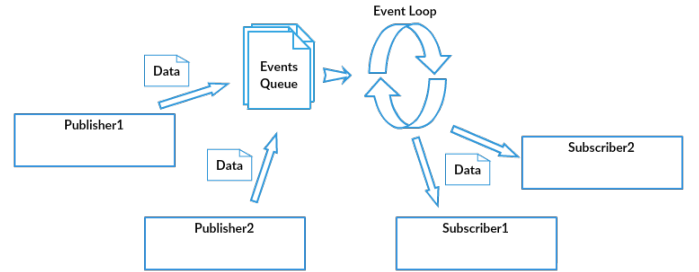 Event Loop
Data
Events
Queue
Publisher1
Subscriber2
Data
Data
Publisher2
Subscriber1